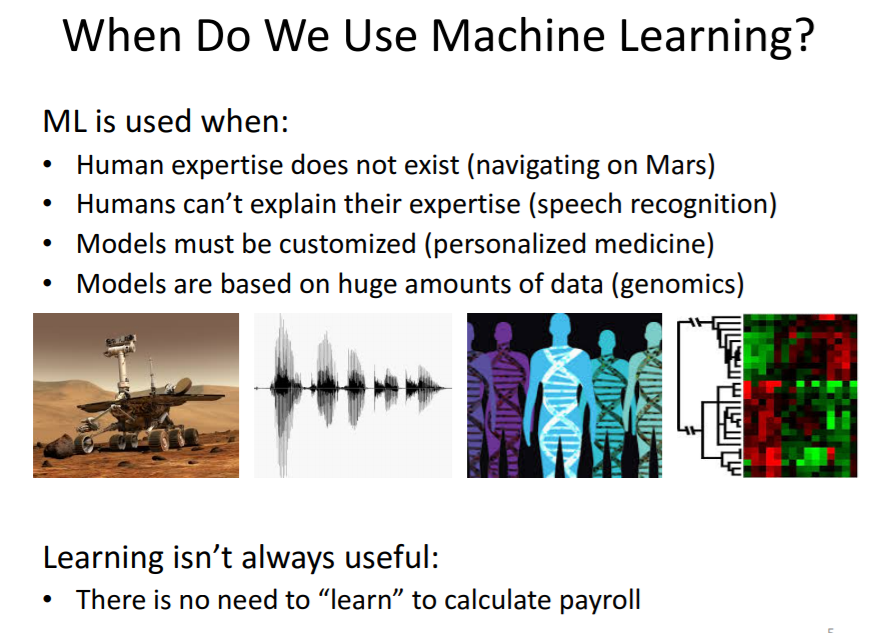 When Do We Use Machine Learning?
ML is used when:
• Human expertise does not exist (navigating on Mars)
• Humans can’t explain their expertise (speech recognition)
• Models must be customized (personalized medicine)
• Models are based on huge amounts of data (genomics)
Learning isn’t always useful:
• There is no need to “learn” to calculate payroll
5